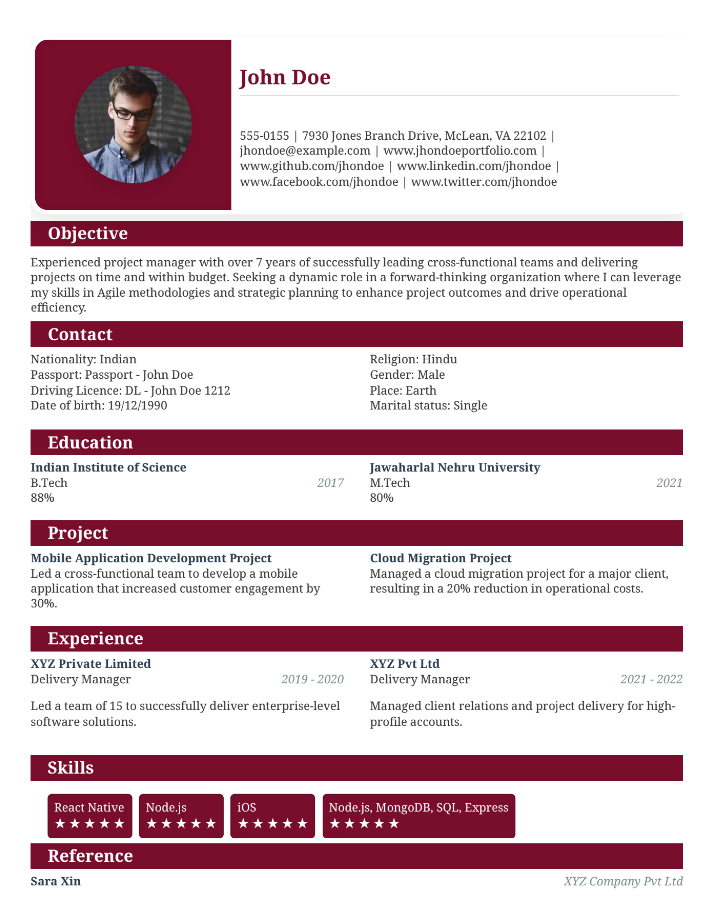 John Doe
555-0155 | 7930 Jones Branch Drive, McLean, VA 22102 |
jhondoe@example.com | www.jhondoeportfolio.com |
www.github.com/jhondoe | www.linkedin.com/jhondoe |
www.facebook.com/jhondoe | www.twitter.com/jhondoe
Objective
Experienced project manager with over 7 years of successfully leading cross-functional teams and delivering
projects on time and within budget. Seeking a dynamic role in a forward-thinking organization where I can leverage
my skills in Agile methodologies and strategic planning to enhance project outcomes and drive operational
efficiency.
Contact
Nationality: Indian
Passport: Passport - John Doe
Driving Licence: DL - John Doe 1212
Date of birth: 19/12/1990
Religion: Hindu
Gender: Male
Place: Earth
Marital status: Single
Education
Indian Institute of Science
B.Tech 2017
88%
Jawaharlal Nehru University
M.Tech 2021
80%
Project
Mobile Application Development Project
Led a cross-functional team to develop a mobile
application that increased customer engagement by
30%.
Cloud Migration Project
Managed a cloud migration project for a major client,
resulting in a 20% reduction in operational costs.
Experience
XYZ Private Limited
Delivery Manager 2019 - 2020
Led a team of 15 to successfully deliver enterprise-level
software solutions.
XYZ Pvt Ltd
Delivery Manager 2021 - 2022
Managed client relations and project delivery for high-
profile accounts.
Skills
React Native
★★★★★
Node.js
★★★★★
iOS
★★★★★
Node.js, MongoDB, SQL, Express
★★★★★
Reference
Sara Xin XYZ Company Pvt Ltd